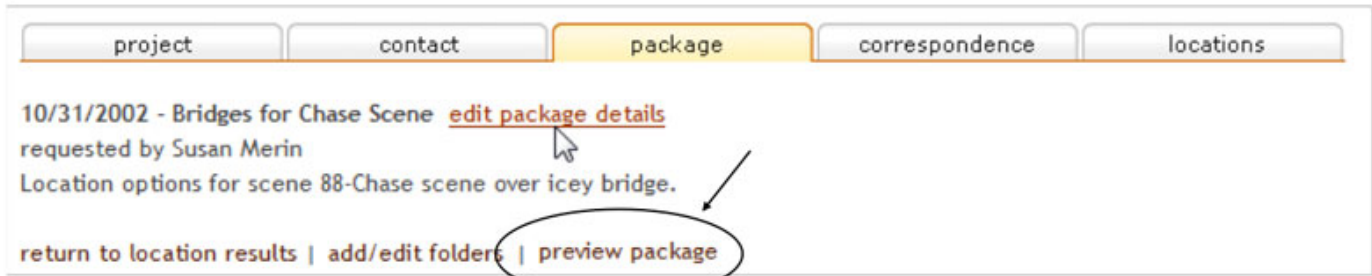 project contact package correspondence locations
10/31/2002 - Bridges for Chase Scene edit package details
requested by Susan Merin
Location options for scene 88-Chase scene over icey bridge.
return to location results | add/edit folders | preview package